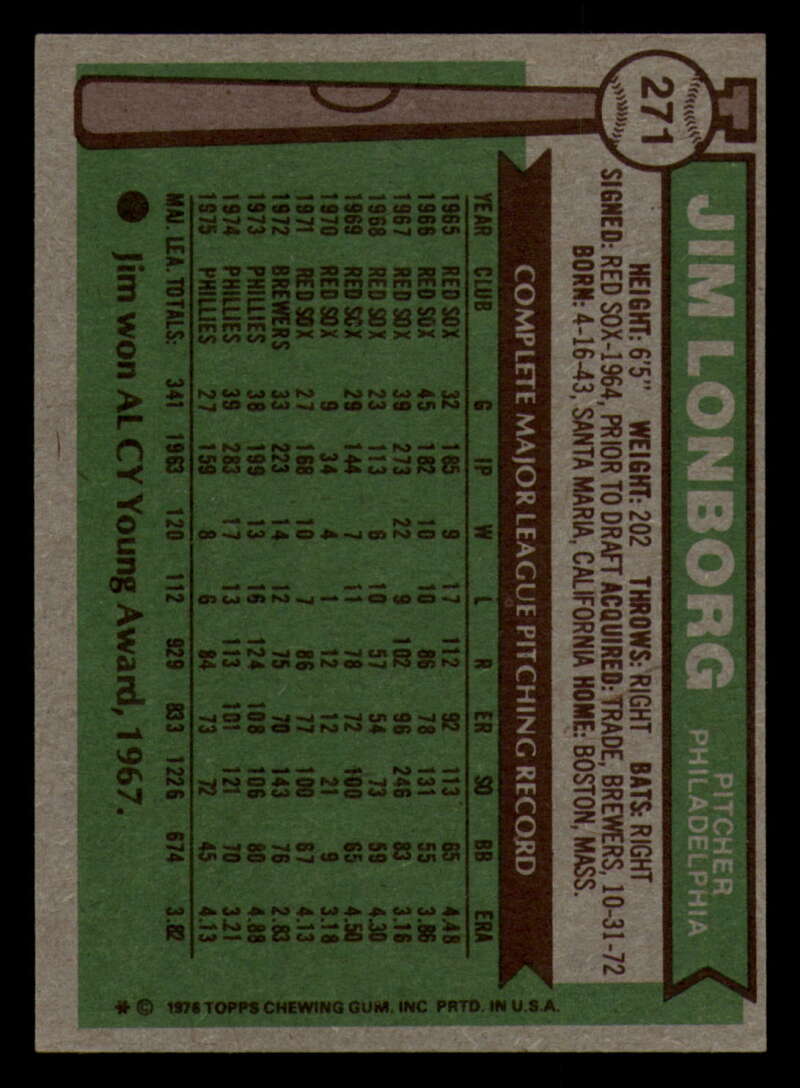 271
JIM LONBORG
PITCHER
PHILADELPHIA
HEIGHT: 6'5" WEIGHT: 202 THROWS: RIGHT BATS: RIGHT
SIGNED: RED SOX-1964, PRIOR TO DRAFT ACQUIRED: TRADE, BREWERS, 10-31-72
BORN: 4-16-43, SANTA MARIA, CALIFORNIA HOME: BOSTON, MASS.
COMPLETE MAJOR LEAGUE PITCHING RECORD
YEAR CLUB G IP W L R ER SO BB ERA
1965 RED SOX 32 185 9 17 112 92 113 65 4.48
1966 RED SOX 45 182 10 10 86 78 131 55 3.86
1967 RED SOX 39 273 22 9 102 96 246 83 3.16
1968 RED SOX 23 113 6 10 57 54 73 59 4.30
1969 RED SOX 29 144 7 11 78 72 100 65 4.50
1970 RED SOX 9 34 4 1 12 12 21 9 3.18
1971 RED SOX 27 168 10 7 86 77 100 67 4.13
1972 BREWERS 33 223 14 12 75 70 143 76 2.83
1973 PHILLIES 38 199 13 16 124 108 106 80 4.88
1974 PHILLIES 39 283 17 13 113 101 121 70 3.21
1975 PHILLIES 27 159 8 6 84 73 72 45 4.13
MAJ. LEA. TOTALS: 341 1963 120 112 929 833 1226 674 3.82
Jim won AL CY Young Award, 1967.
* © 1976 TOPPS CHEWING GUM, INC PRTD. IN U.S.A.